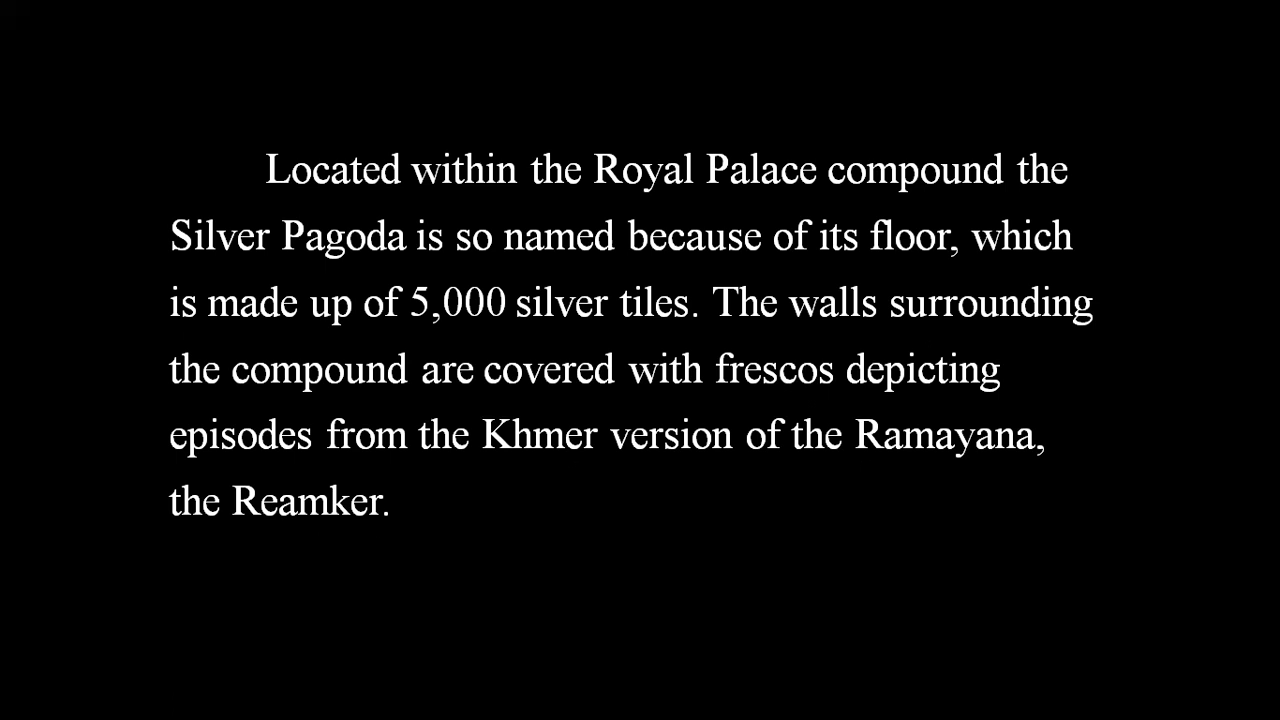 Located within the Royal Palace compound the
Silver Pagoda is so named because of its floor, which
is made up of 5,000 silver tiles. The walls surrounding
the compound are covered with frescos depicting
episodes from the Khmer version of the Ramayana,
the Reamker.